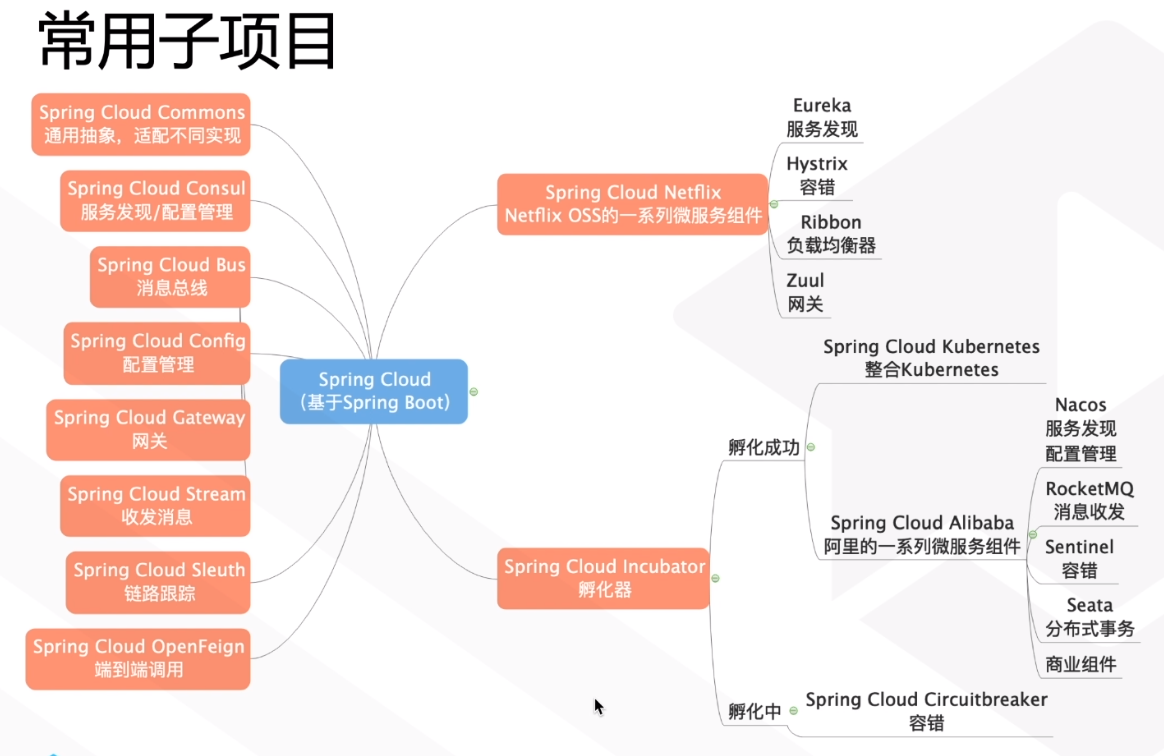 常用子项目
Spring Cloud Commons
通用抽象，适配不同实现
Spring Cloud Consul
服务发现/配置管理
Spring Cloud Bus
消息总线
Spring Cloud Config
配置管理
Spring Cloud Gateway
网关
Spring Cloud Stream
收发消息
Spring Cloud Sleuth
链路跟踪
Spring Cloud OpenFeign
端到端调用
Spring Cloud
（基于Spring Boot）
Spring Cloud Netflix
Netflix OSS的一系列微服务组件
Eureka
服务发现
Hystrix
容错
Ribbon
负载均衡器
Zuul
网关
Spring Cloud Incubator
孵化器
孵化成功
Spring Cloud Kubernetes
整合Kubernetes
Spring Cloud Alibaba
阿里的一系列微服务组件
Nacos
服务发现
配置管理
RocketMQ
消息收发
Sentinel
容错
Seata
分布式事务
商业组件
孵化中
Spring Cloud Circuitbreaker
容错